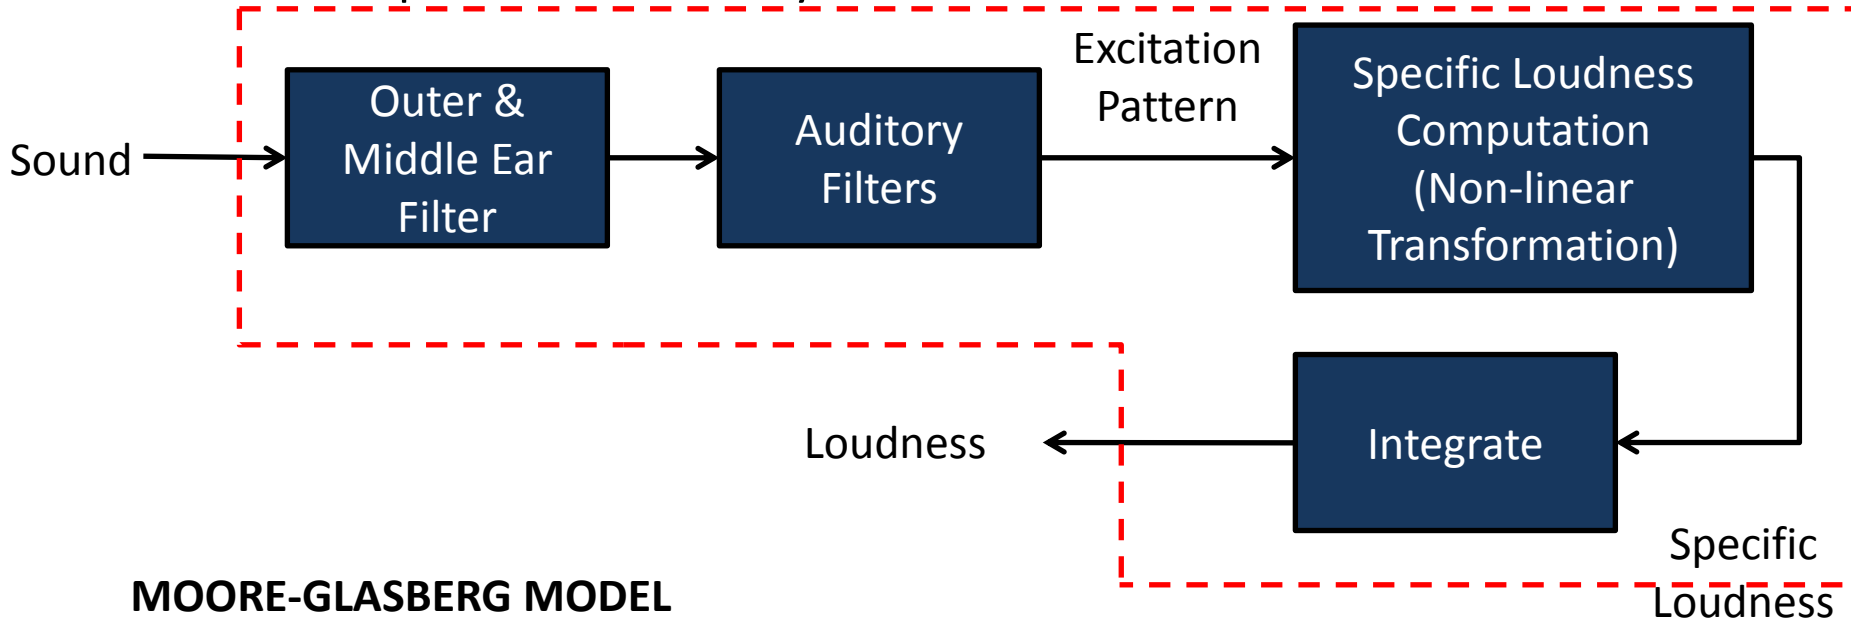 Sound
Outer &
Middle Ear
Filter
Auditory
Filters
Excitation
Pattern
Specific Loudness
Computation
(Non-linear
Transformation)
Integrate
Loudness
Specific
Loudness
MOORE-GLASBERG MODEL